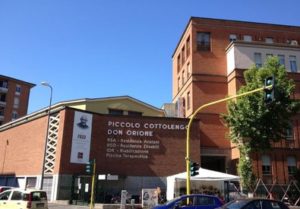 PICCOLO COTTOLENGO
DON ORIONE
RSA - Residenza Anziani
RSD - Residenza Disabili
IDR - Riabilitazione
Piscina Terapeutica